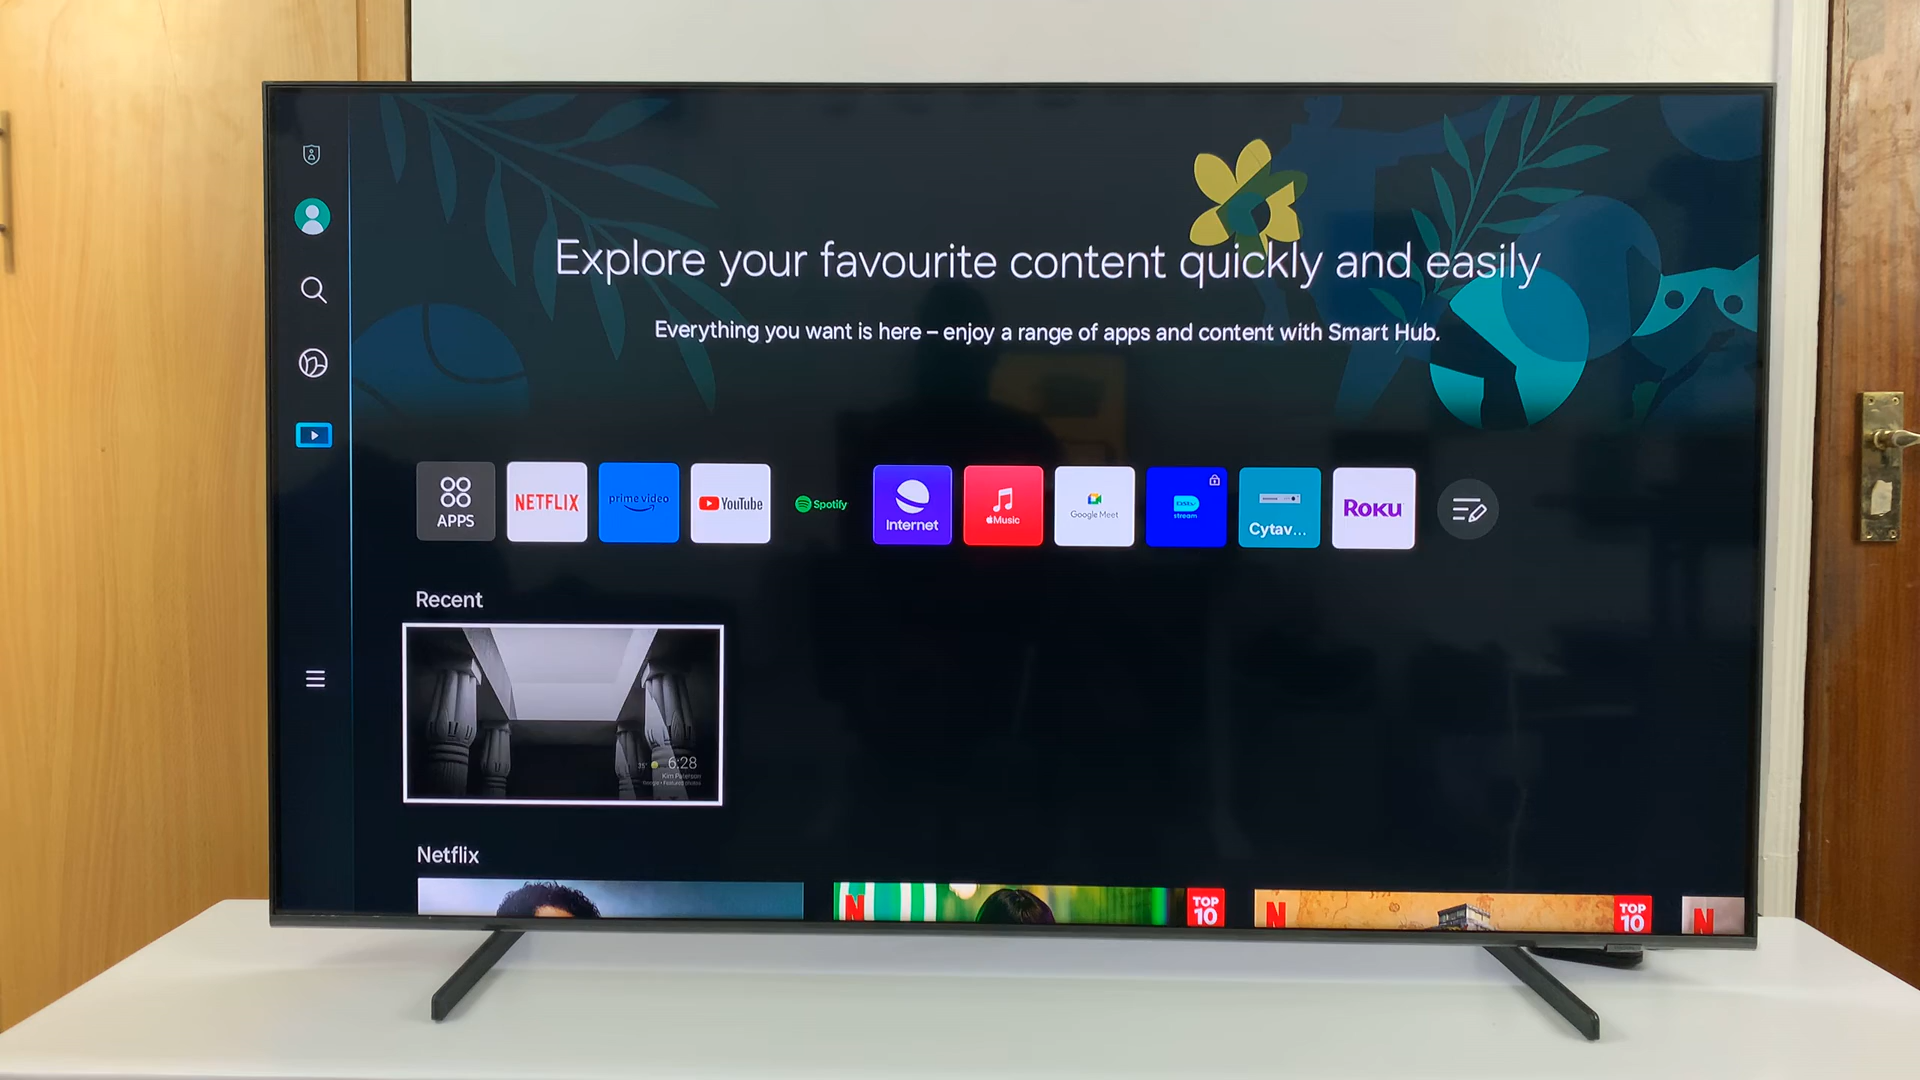 Explore your favourite content quickly and easily
Everything you want is here – enjoy a range of apps and content with Smart Hub.
APPS
NETFLIX
prime video
YouTube
Spotify
Internet
Music
Google Meet
stream
Cytav...
ROKU
Recent
6:28
Netflix
N
TOP
10
N
TOP
10
N